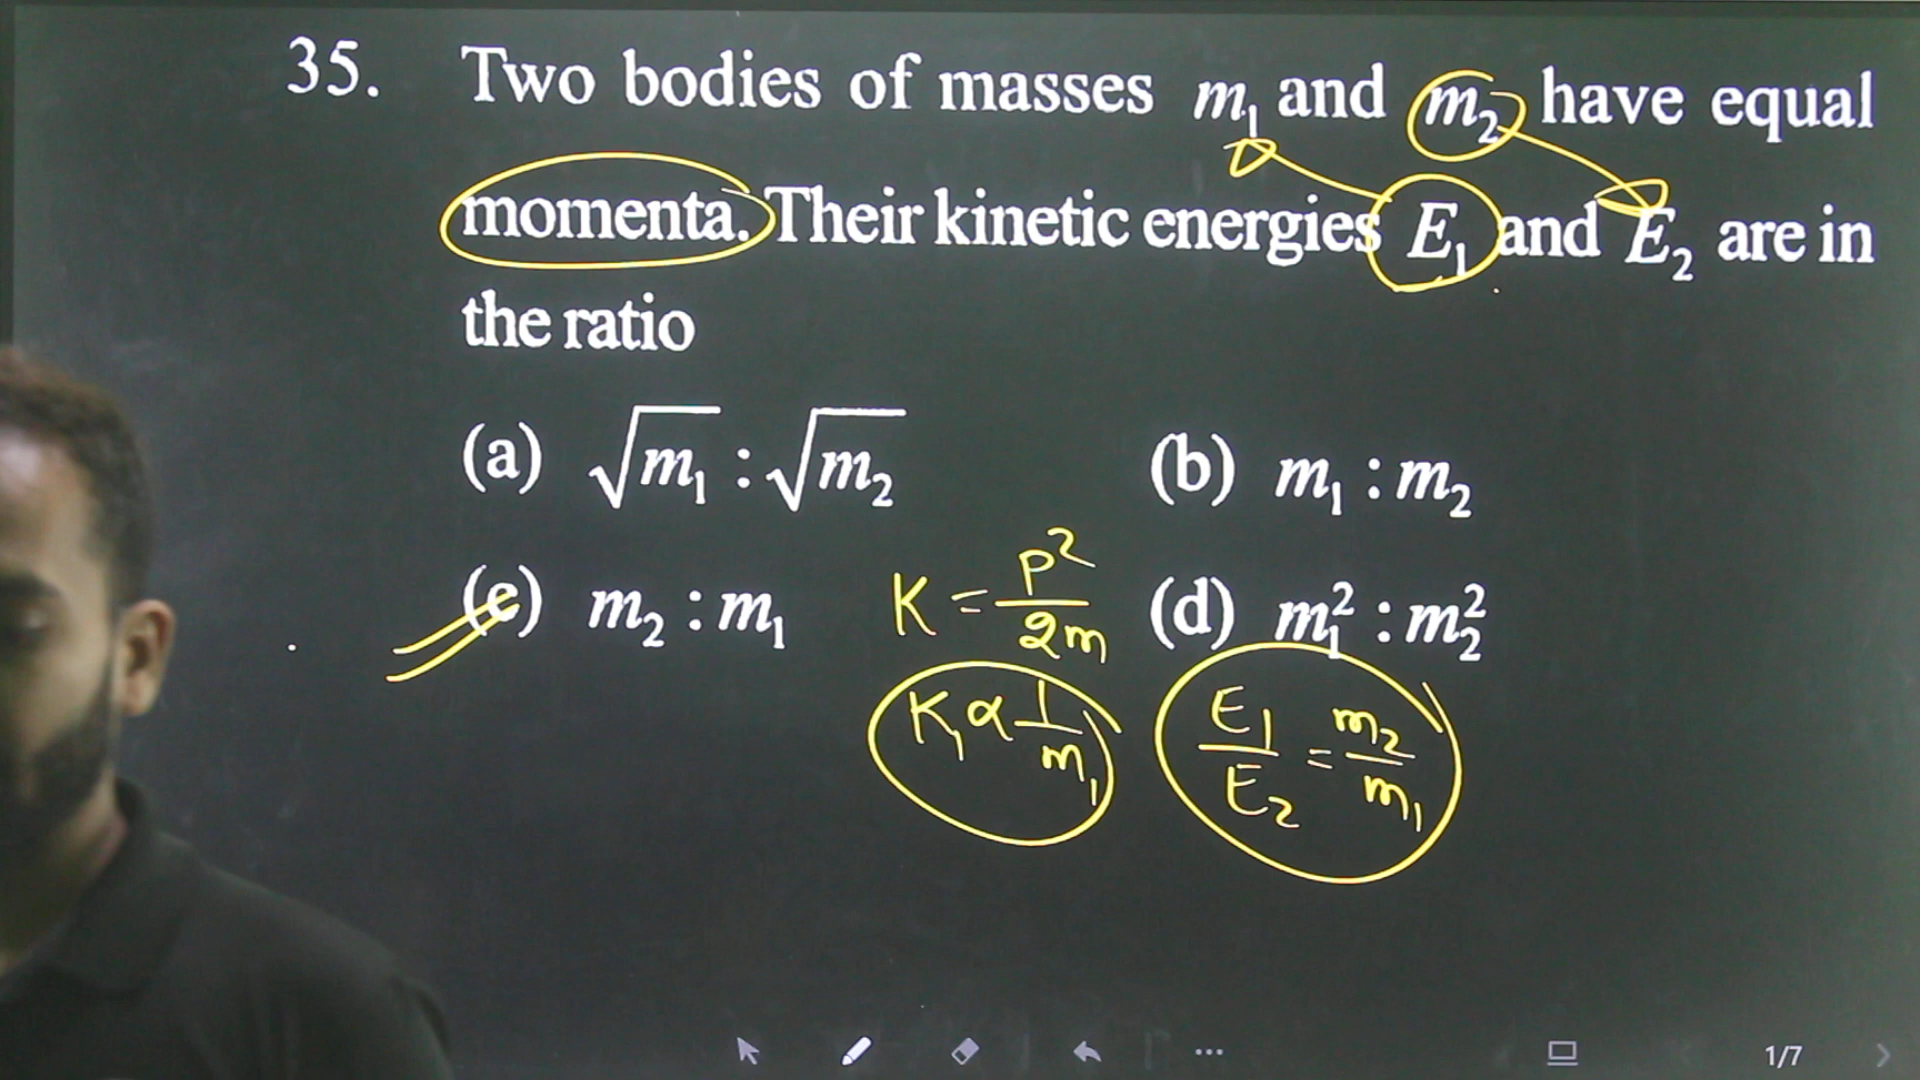 35. Two bodies of masses m₁ and m₂ have equal
momenta. Their kinetic energies E₁ and E₂ are in
the ratio
(a) √m₁ : √m₂ (b) m₁ : m₂
(c) m₂ : m₁ (d) m₁² : m₂²
K = P²/2m
K₁ ∝ 1/m₁
E₁/E₂ = m₂/m₁
1/7